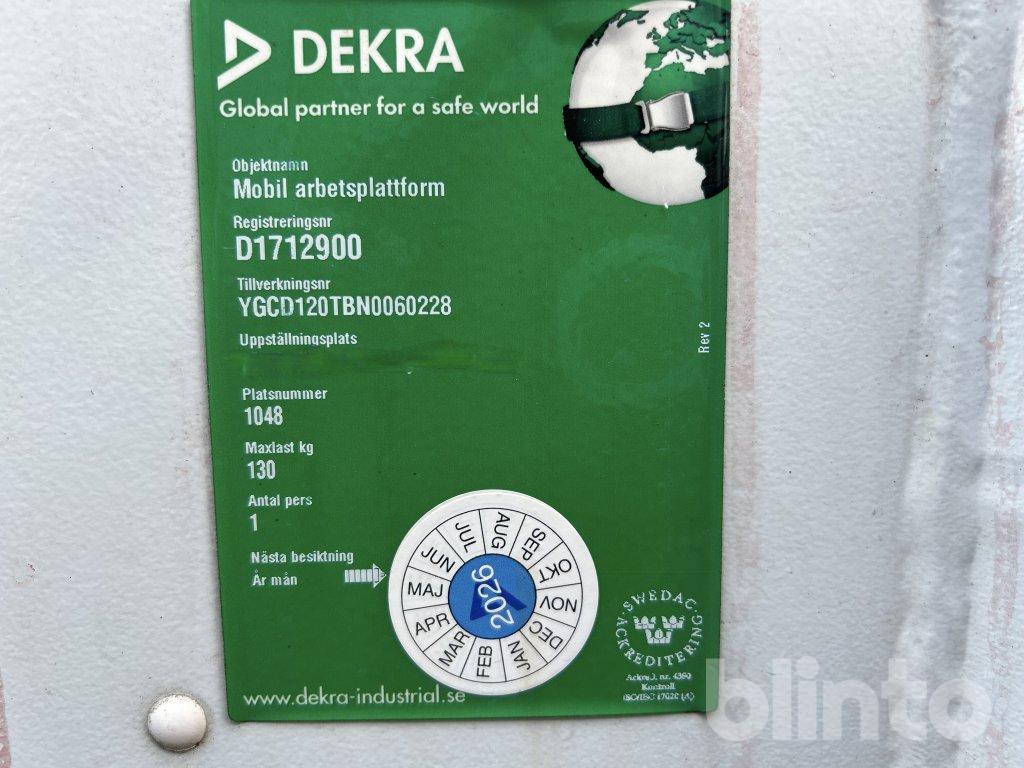 DEKRA
Global partner for a safe world
Objektnamn
Mobil arbetsplattform
Registreringsnr
D1712900
Tillverkningsnr
YGCD120TBN0060228
Uppställningsplats
Rev 2
Platsnummer
1048
Maxlast kg
130
Antal pers
1
Nästa besiktning
År mån
JAN
FEB
MAR
APR
MAJ
JUN
JUL
AUG
SEP
OKT
NOV
DEC
2026
SWEDAC
ACKREDITERING
Kontroll
www.dekra-industrial.se
blinto